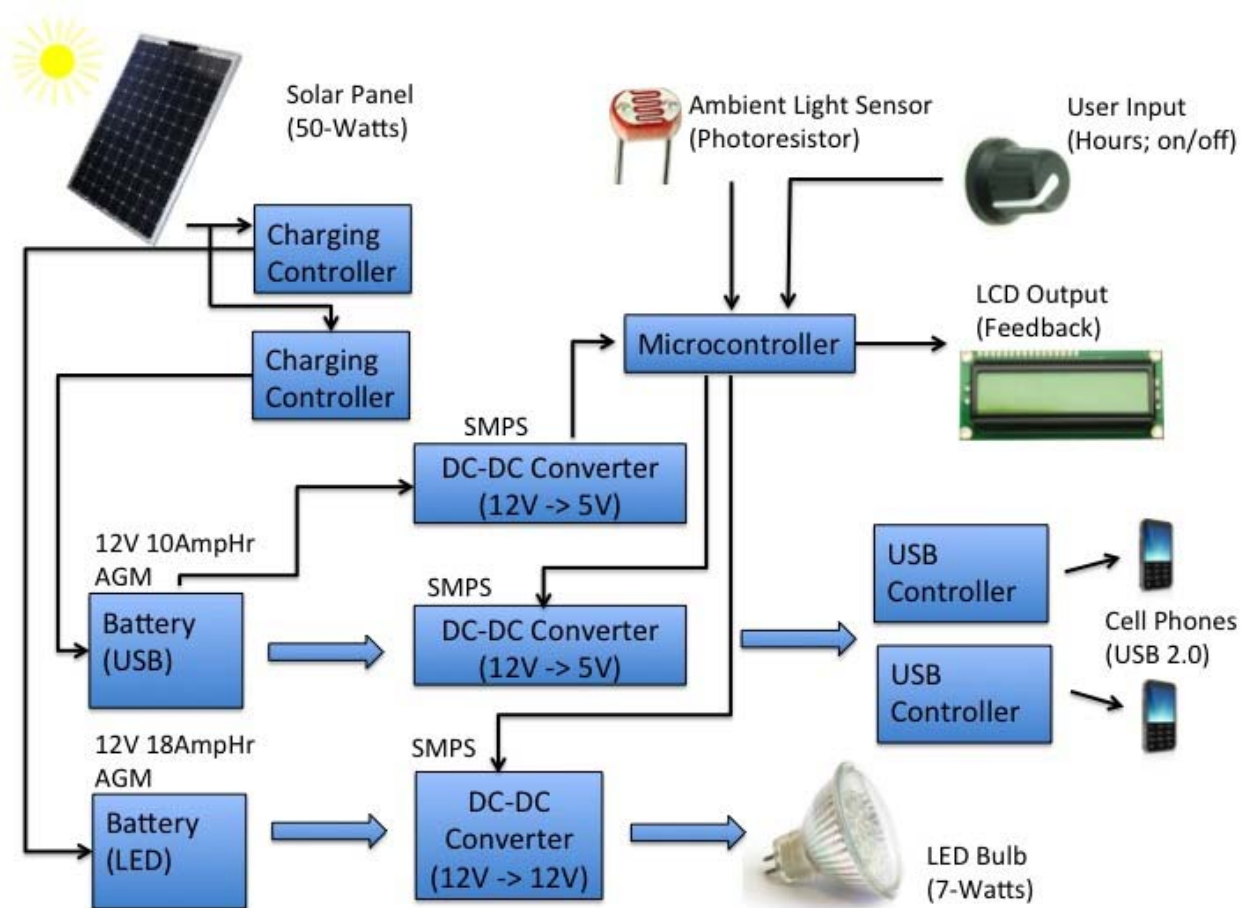 Solar Panel
(50-Watts)
Ambient Light Sensor
(Photoresistor)
User Input
(Hours; on/off)
Charging
Controller
Charging
Controller
Microcontroller
LCD Output
(Feedback)
SMPS
DC-DC Converter
(12V -> 5V)
12V 10AmpHr
AGM
Battery
(USB)
SMPS
DC-DC Converter
(12V -> 5V)
USB
Controller
USB
Controller
Cell Phones
(USB 2.0)
12V 18AmpHr
AGM
Battery
(LED)
SMPS
DC-DC
Converter
(12V -> 12V)
LED Bulb
(7-Watts)